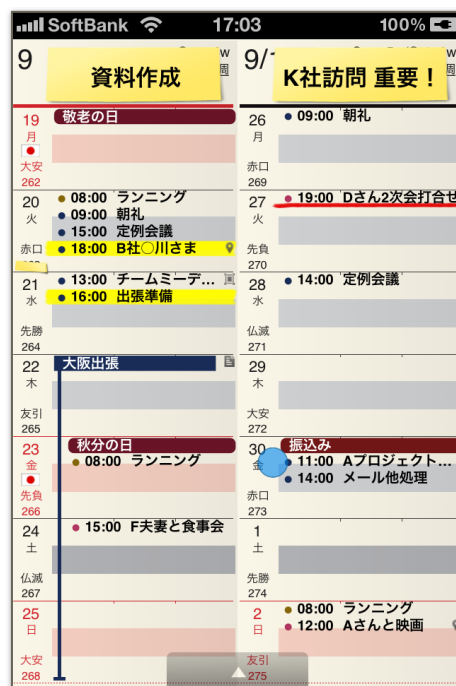 SoftBank 17:03 100%
9
資料作成
週
19
月
大安
262
敬老の日
20
火
赤口
08:00 ランニング
09:00 朝礼
15:00 定例会議
18:00 B社○川さま
21
水
先勝
264
13:00 チームミーデ...
16:00 出張準備
22
木
友引
265
大阪出張
23
金
先負
266
秋分の日
08:00 ランニング
24
土
仏滅
267
15:00 F夫妻と食事会
25
日
大安
268
9/
K社訪問 重要！
w
週
26
月
赤口
269
09:00 朝礼
27
火
先負
270
19:00 Dさん2次会打合せ
28
水
仏滅
271
14:00 定例会議
29
木
大安
272
30
金
赤口
273
振込み
11:00 Aプロジェクト...
14:00 メール他処理
1
土
先勝
274
2
日
友引
275
08:00 ランニング
12:00 Aさんと映画